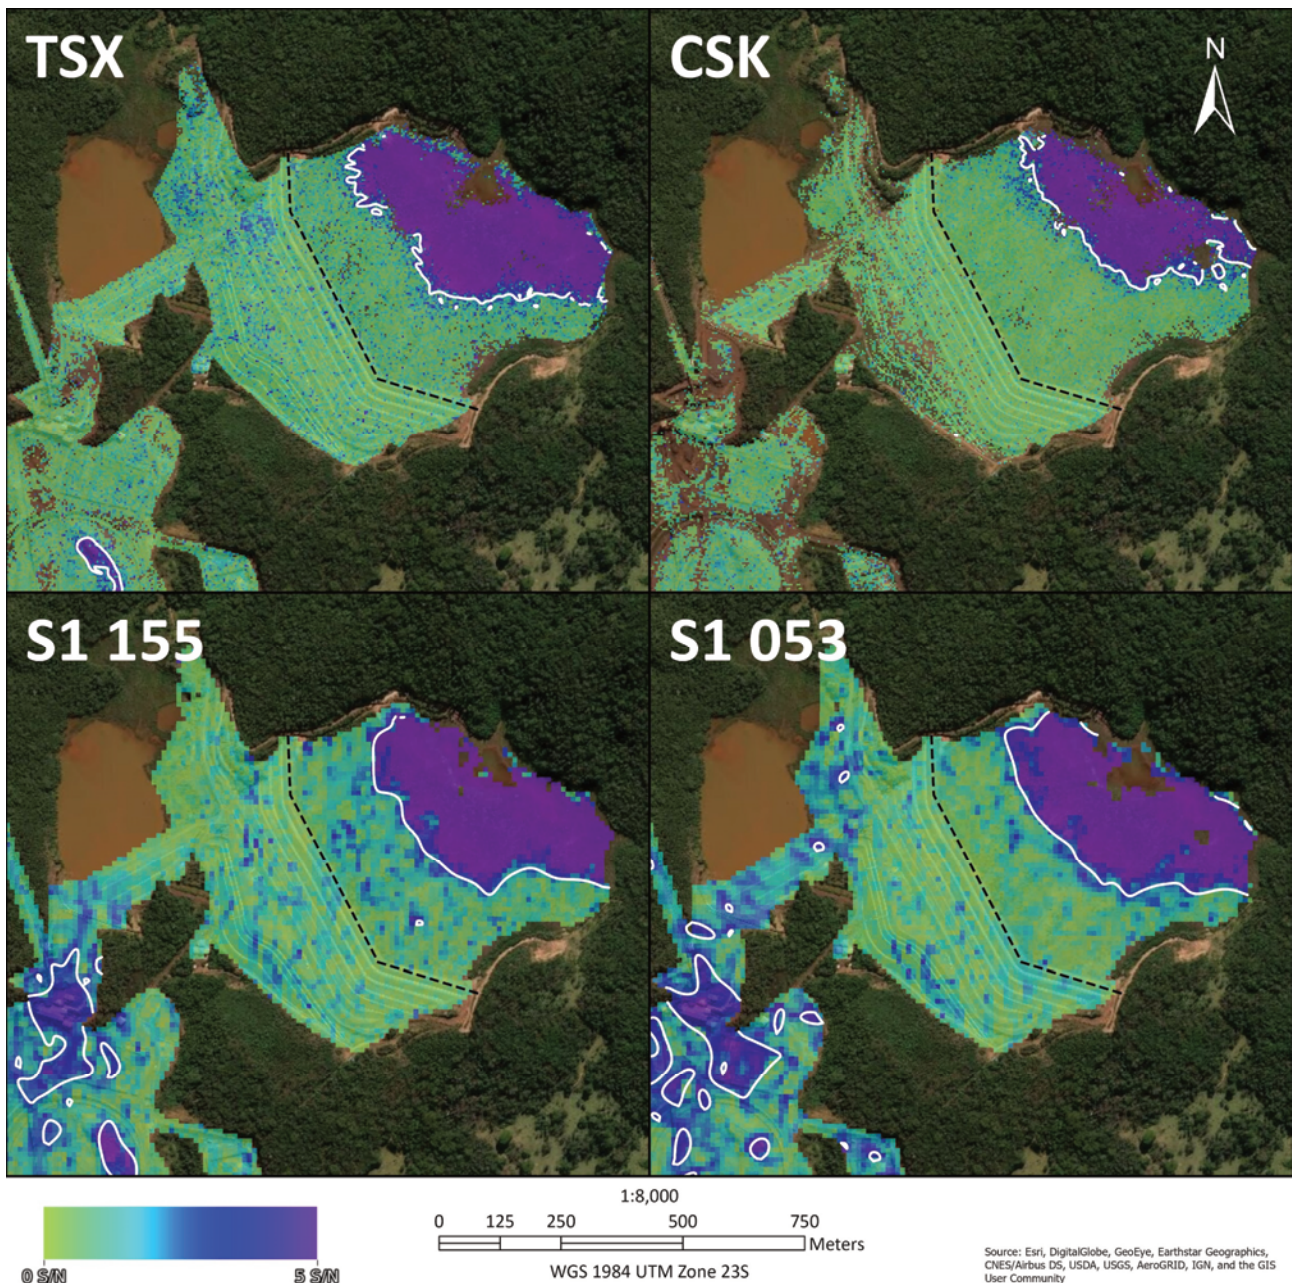 TSX
CSK
N
S1 155
S1 053
1:8,000
0 125 250 500 750
Meters
WGS 1984 UTM Zone 23S
0 S/N
5 S/N
Source: Esri, DigitalGlobe, GeoEye, Earthstar Geographics,
CNES/Airbus DS, USDA, USGS, AeroGRID, IGN, and the GIS
User Community